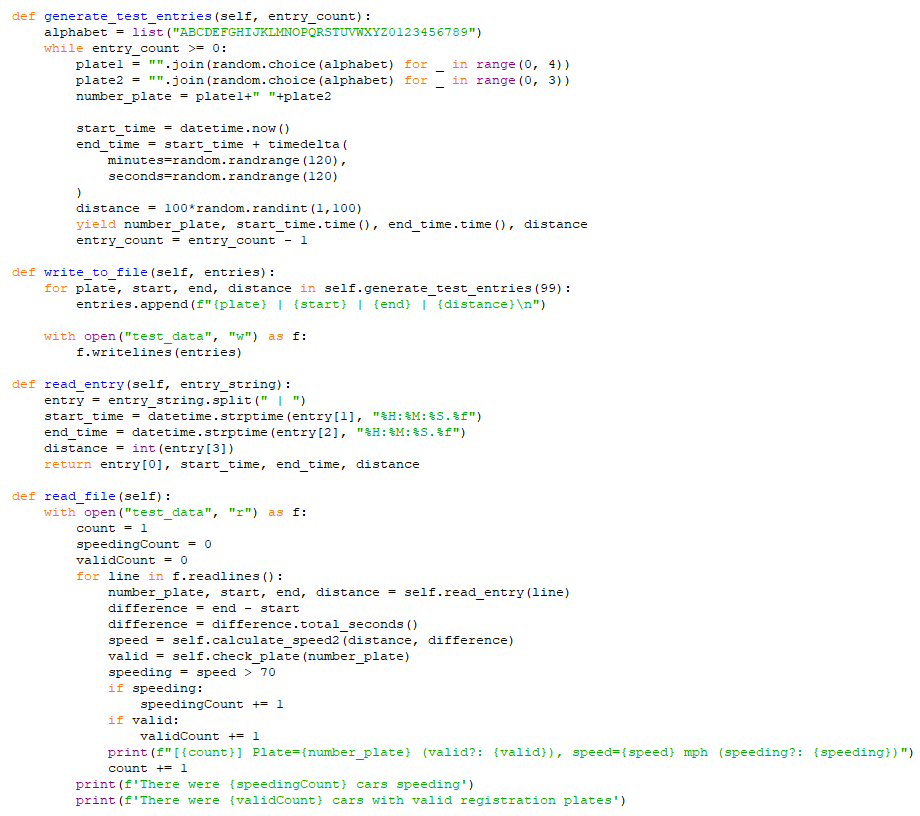 def generate_test_entries(self, entry_count):
    alphabet = list("ABCDEFGHIJKLMNOPQRSTUVWXYZ0123456789")
    while entry_count >= 0:
        plate1 = "".join(random.choice(alphabet) for _ in range(0, 4))
        plate2 = "".join(random.choice(alphabet) for _ in range(0, 3))
        number_plate = plate1+" "+plate2

        start_time = datetime.now()
        end_time = start_time + timedelta(
            minutes=random.randrange(120),
            seconds=random.randrange(120)
        )
        distance = 100*random.randint(1,100)
        yield number_plate, start_time.time(), end_time.time(), distance
        entry_count = entry_count - 1

def write_to_file(self, entries):
    for plate, start, end, distance in self.generate_test_entries(99):
        entries.append(f"{plate} | {start} | {end} | {distance}\n")

    with open("test_data", "w") as f:
        f.writelines(entries)

def read_entry(self, entry_string):
    entry = entry_string.split(" | ")
    start_time = datetime.strptime(entry[1], "%H:%M:%S.%f")
    end_time = datetime.strptime(entry[2], "%H:%M:%S.%f")
    distance = int(entry[3])
    return entry[0], start_time, end_time, distance

def read_file(self):
    with open("test_data", "r") as f:
        count = 1
        speedingCount = 0
        validCount = 0
        for line in f.readlines():
            number_plate, start, end, distance = self.read_entry(line)
            difference = end - start
            difference = difference.total_seconds()
            speed = self.calculate_speed2(distance, difference)
            valid = self.check_plate(number_plate)
            speeding = speed > 70
            if speeding:
                speedingCount += 1
            if valid:
                validCount += 1
            print(f"[{count}] Plate={number_plate} (valid?: {valid}), speed={speed} mph (speeding?: {speeding})")
            count += 1
        print(f'There were {speedingCount} cars speeding')
        print(f'There were {validCount} cars with valid registration plates')